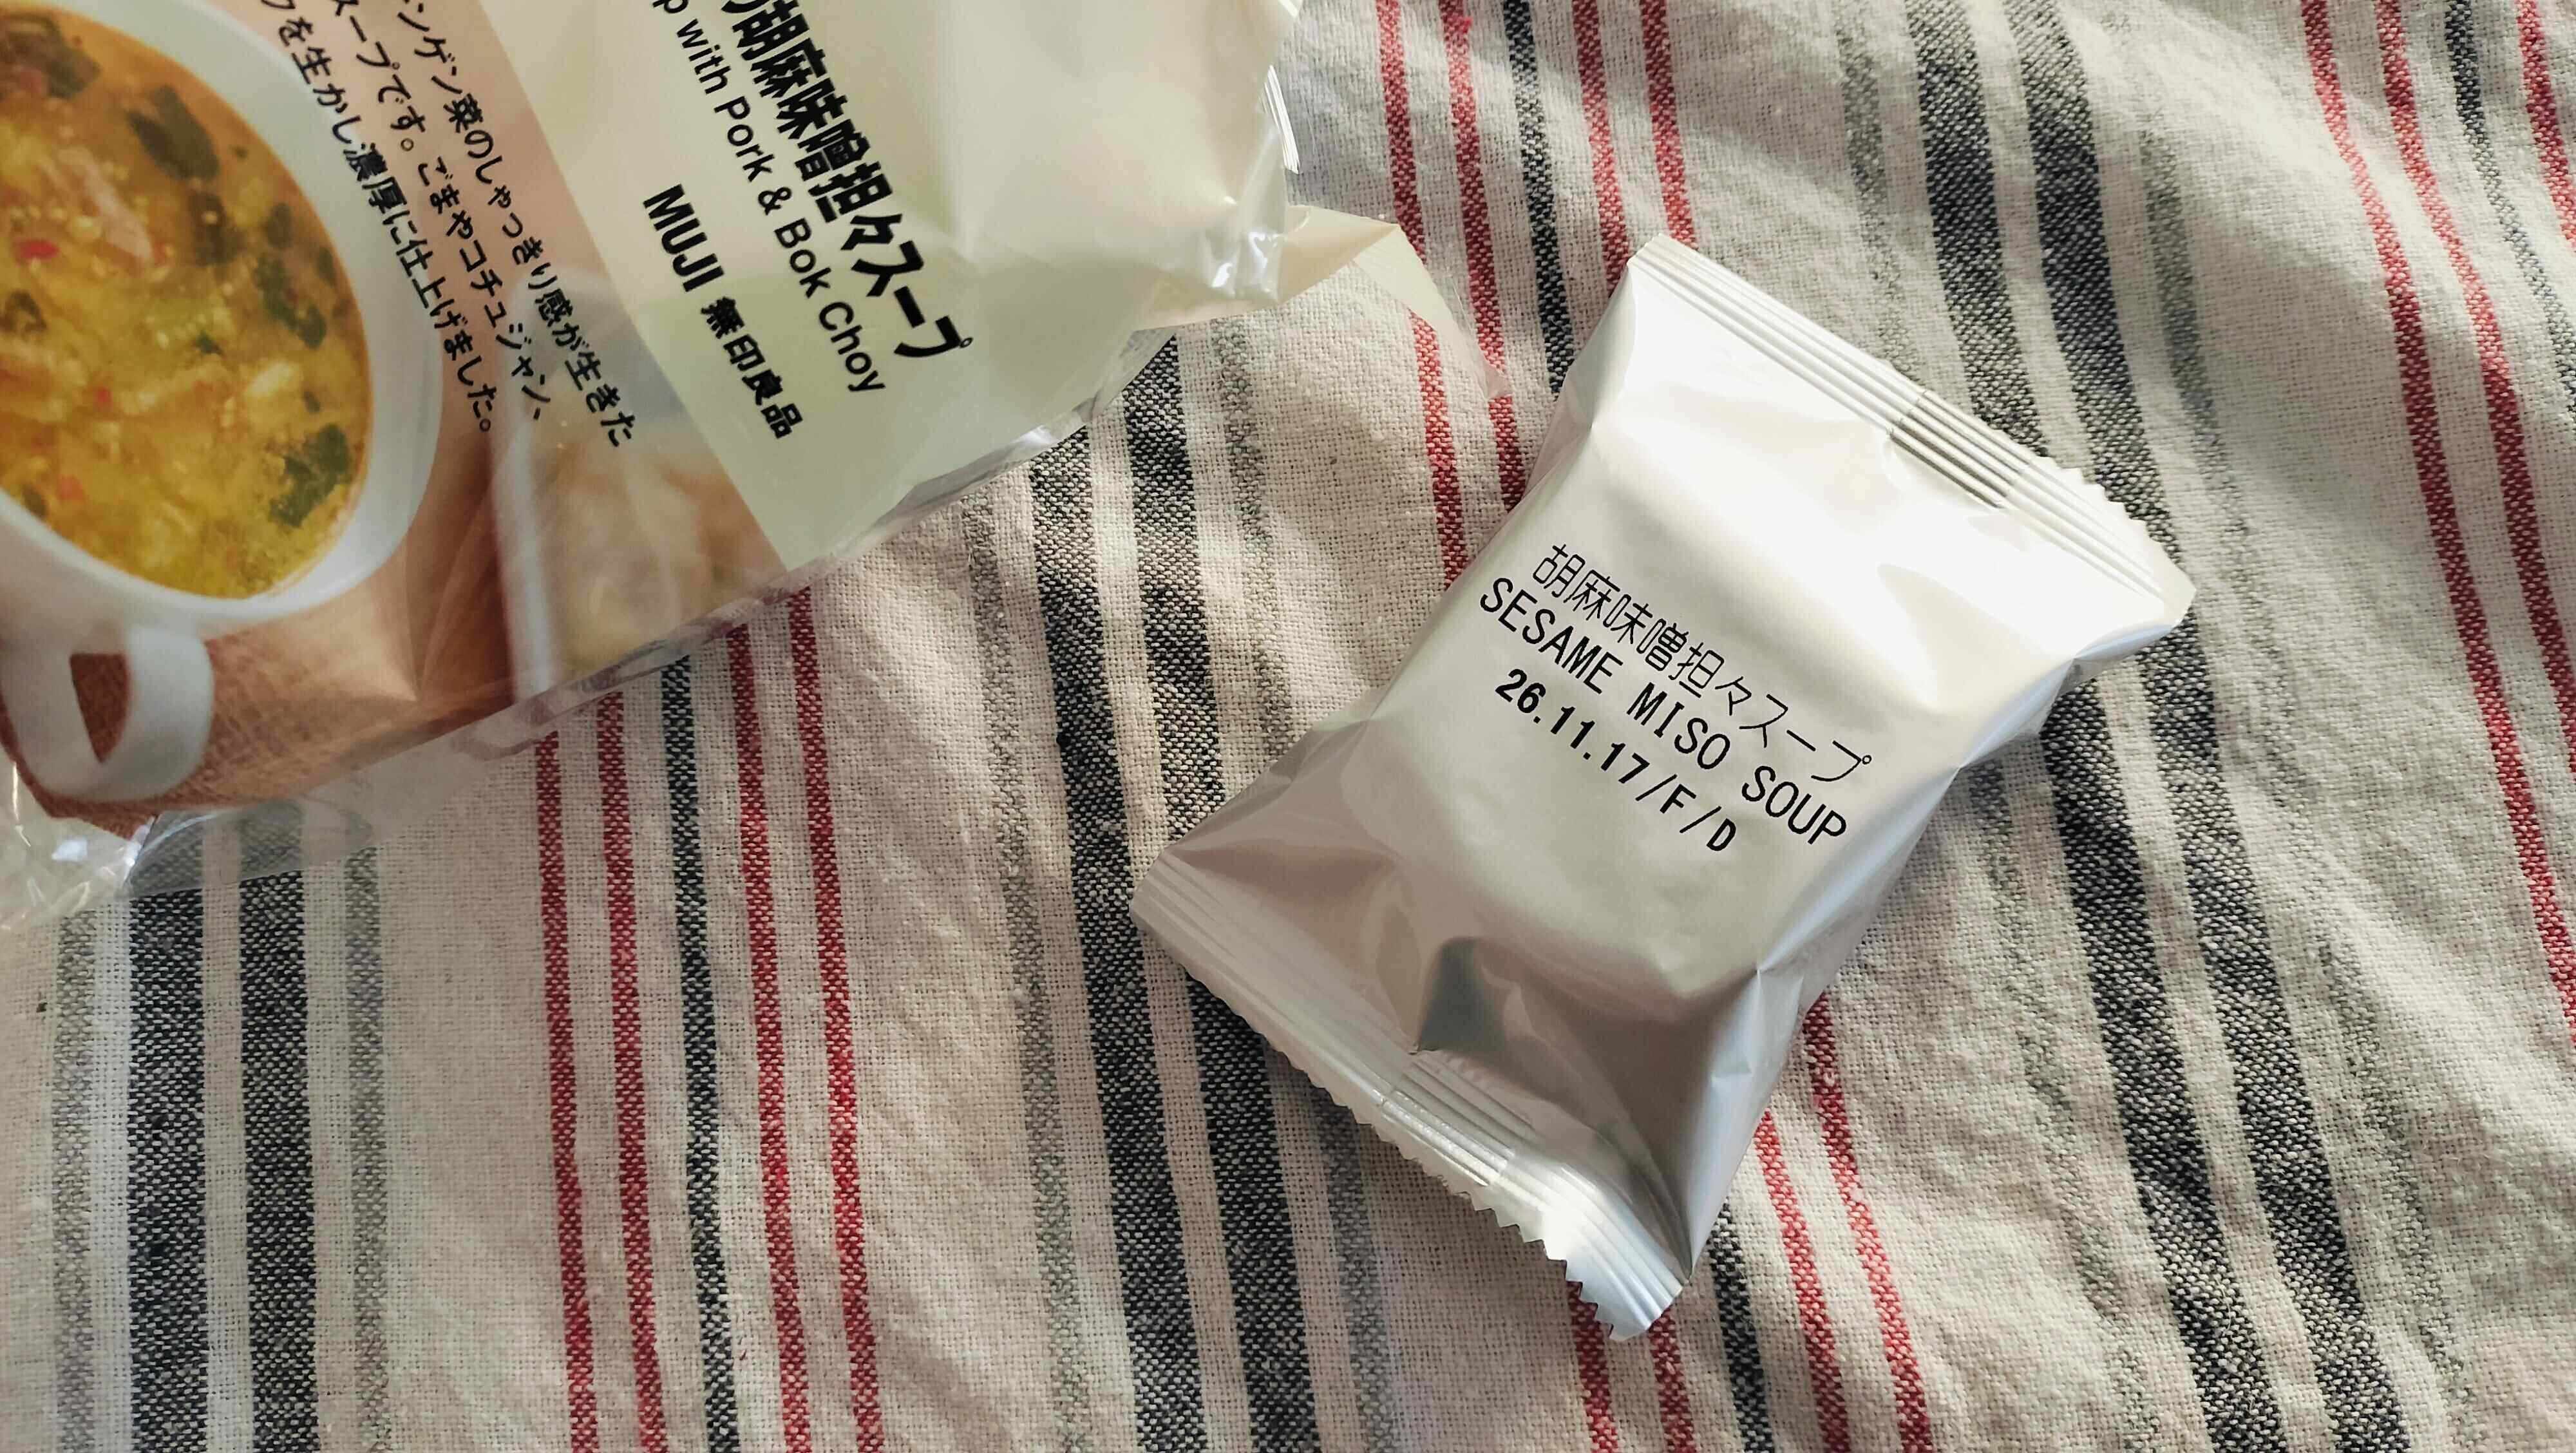 胡麻味噌担々スープ
p with Pork & Bok Choy
MUJI 無印良品
ンゲン菜のしゃっきり感が生きた
スープです。ごまやコチュジャン、
を生かし濃厚に仕上げました。
胡麻味噌担々スープ
SESAME MISO SOUP
26.11.17/F/D